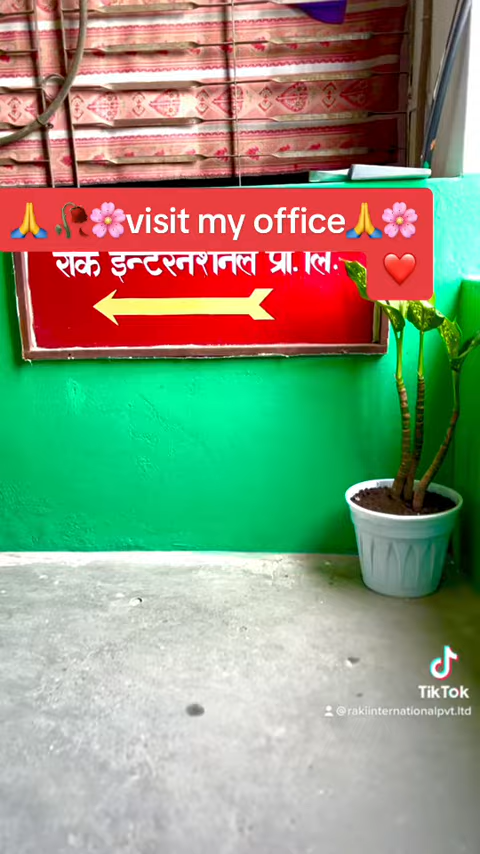 🙏🥀🌸visit my office🙏🌸
❤️
राकि इन्टरनेशनल प्रा. लि.
TikTok
@rakiinternationalpvt.ltd